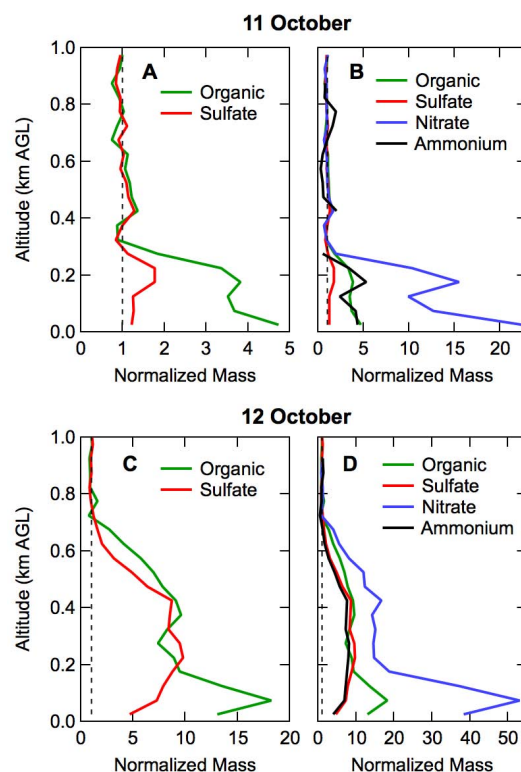 11 October
1.0
0.8
0.6
0.4
0.2
0.0
Altitude (km AGL)
A
Organic
Sulfate
0 1 2 3 4 5
Normalized Mass
B
Organic
Sulfate
Nitrate
Ammonium
0 5 10 15 20
Normalized Mass
12 October
1.0
0.8
0.6
0.4
0.2
0.0
Altitude (km AGL)
C
Organic
Sulfate
0 5 10 15 20
Normalized Mass
D
Organic
Sulfate
Nitrate
Ammonium
0 10 20 30 40 50
Normalized Mass